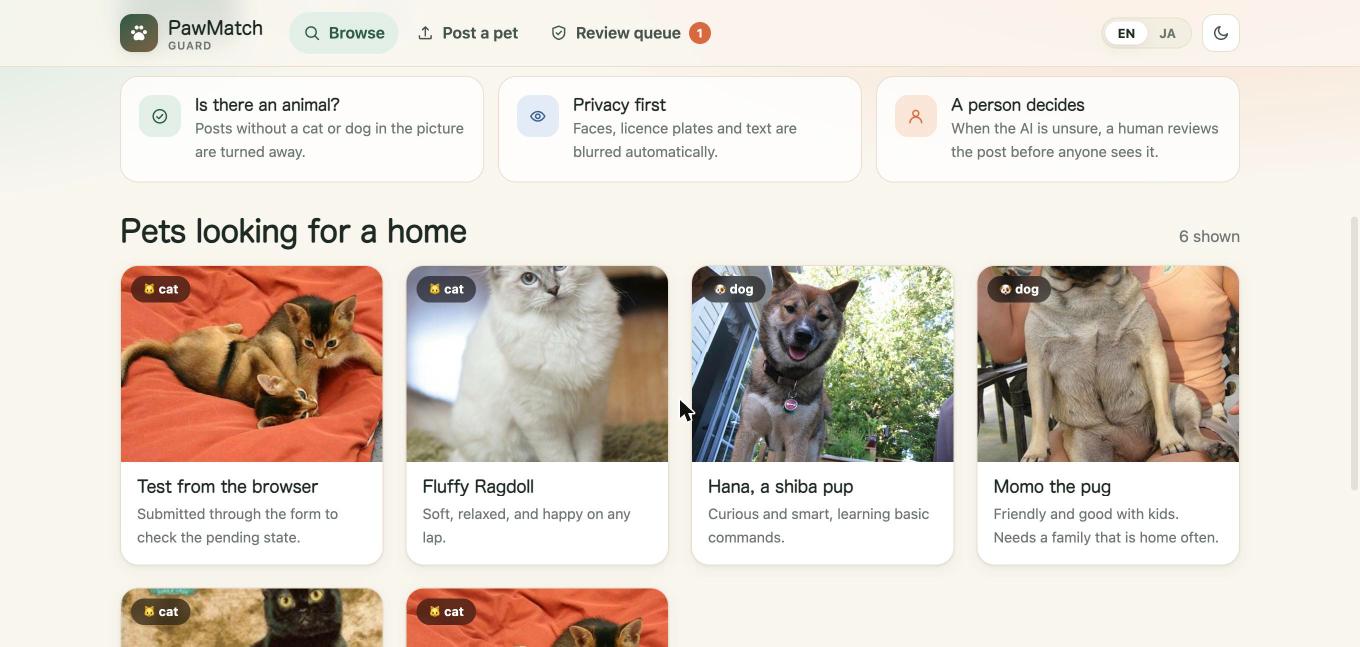 PawMatch
GUARD
Browse
Post a pet
Review queue 1
EN JA
Is there an animal?
Posts without a cat or dog in the picture
are turned away.
Privacy first
Faces, licence plates and text are
blurred automatically.
A person decides
When the AI is unsure, a human reviews
the post before anyone sees it.
Pets looking for a home
6 shown
cat
Test from the browser
Submitted through the form to
check the pending state.
cat
Fluffy Ragdoll
Soft, relaxed, and happy on any
lap.
dog
Hana, a shiba pup
Curious and smart, learning basic
commands.
dog
Momo the pug
Friendly and good with kids.
Needs a family that is home often.
cat
cat